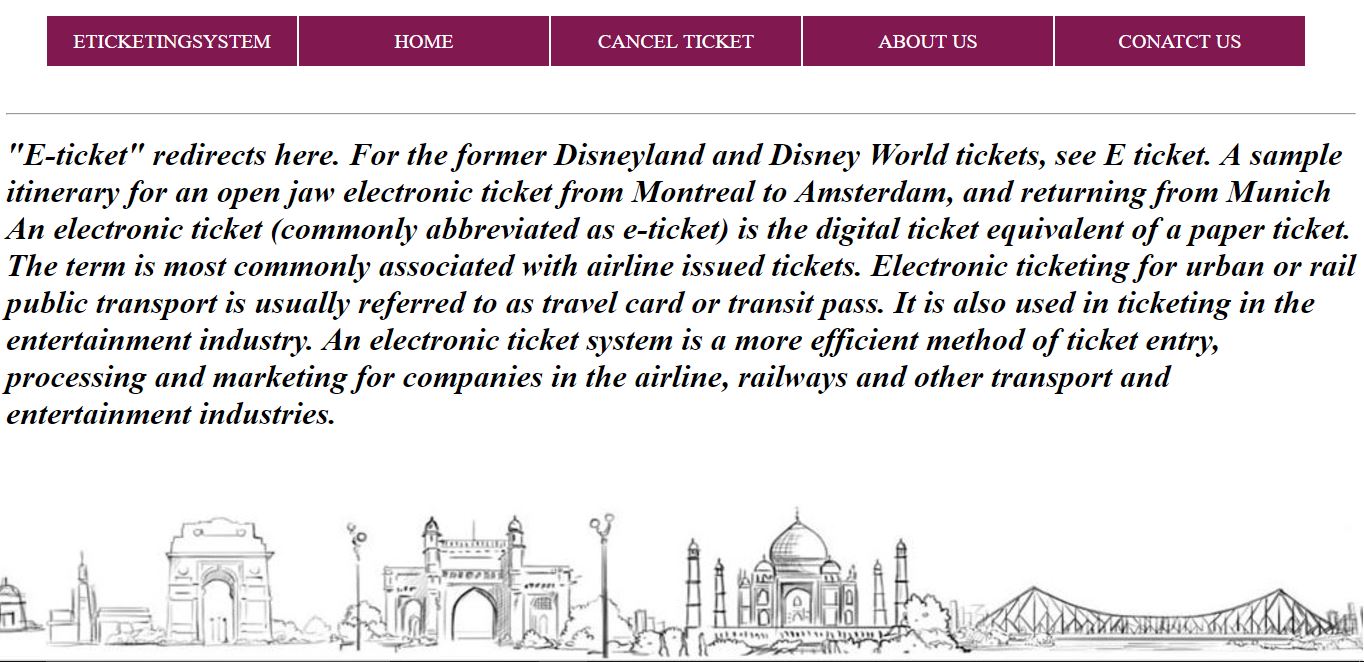 ETICKETINGSYSTEM HOME CANCEL TICKET ABOUT US CONATCT US
"E-ticket" redirects here. For the former Disneyland and Disney World tickets, see E ticket. A sample
itinerary for an open jaw electronic ticket from Montreal to Amsterdam, and returning from Munich
An electronic ticket (commonly abbreviated as e-ticket) is the digital ticket equivalent of a paper ticket.
The term is most commonly associated with airline issued tickets. Electronic ticketing for urban or rail
public transport is usually referred to as travel card or transit pass. It is also used in ticketing in the
entertainment industry. An electronic ticket system is a more efficient method of ticket entry,
processing and marketing for companies in the airline, railways and other transport and
entertainment industries.